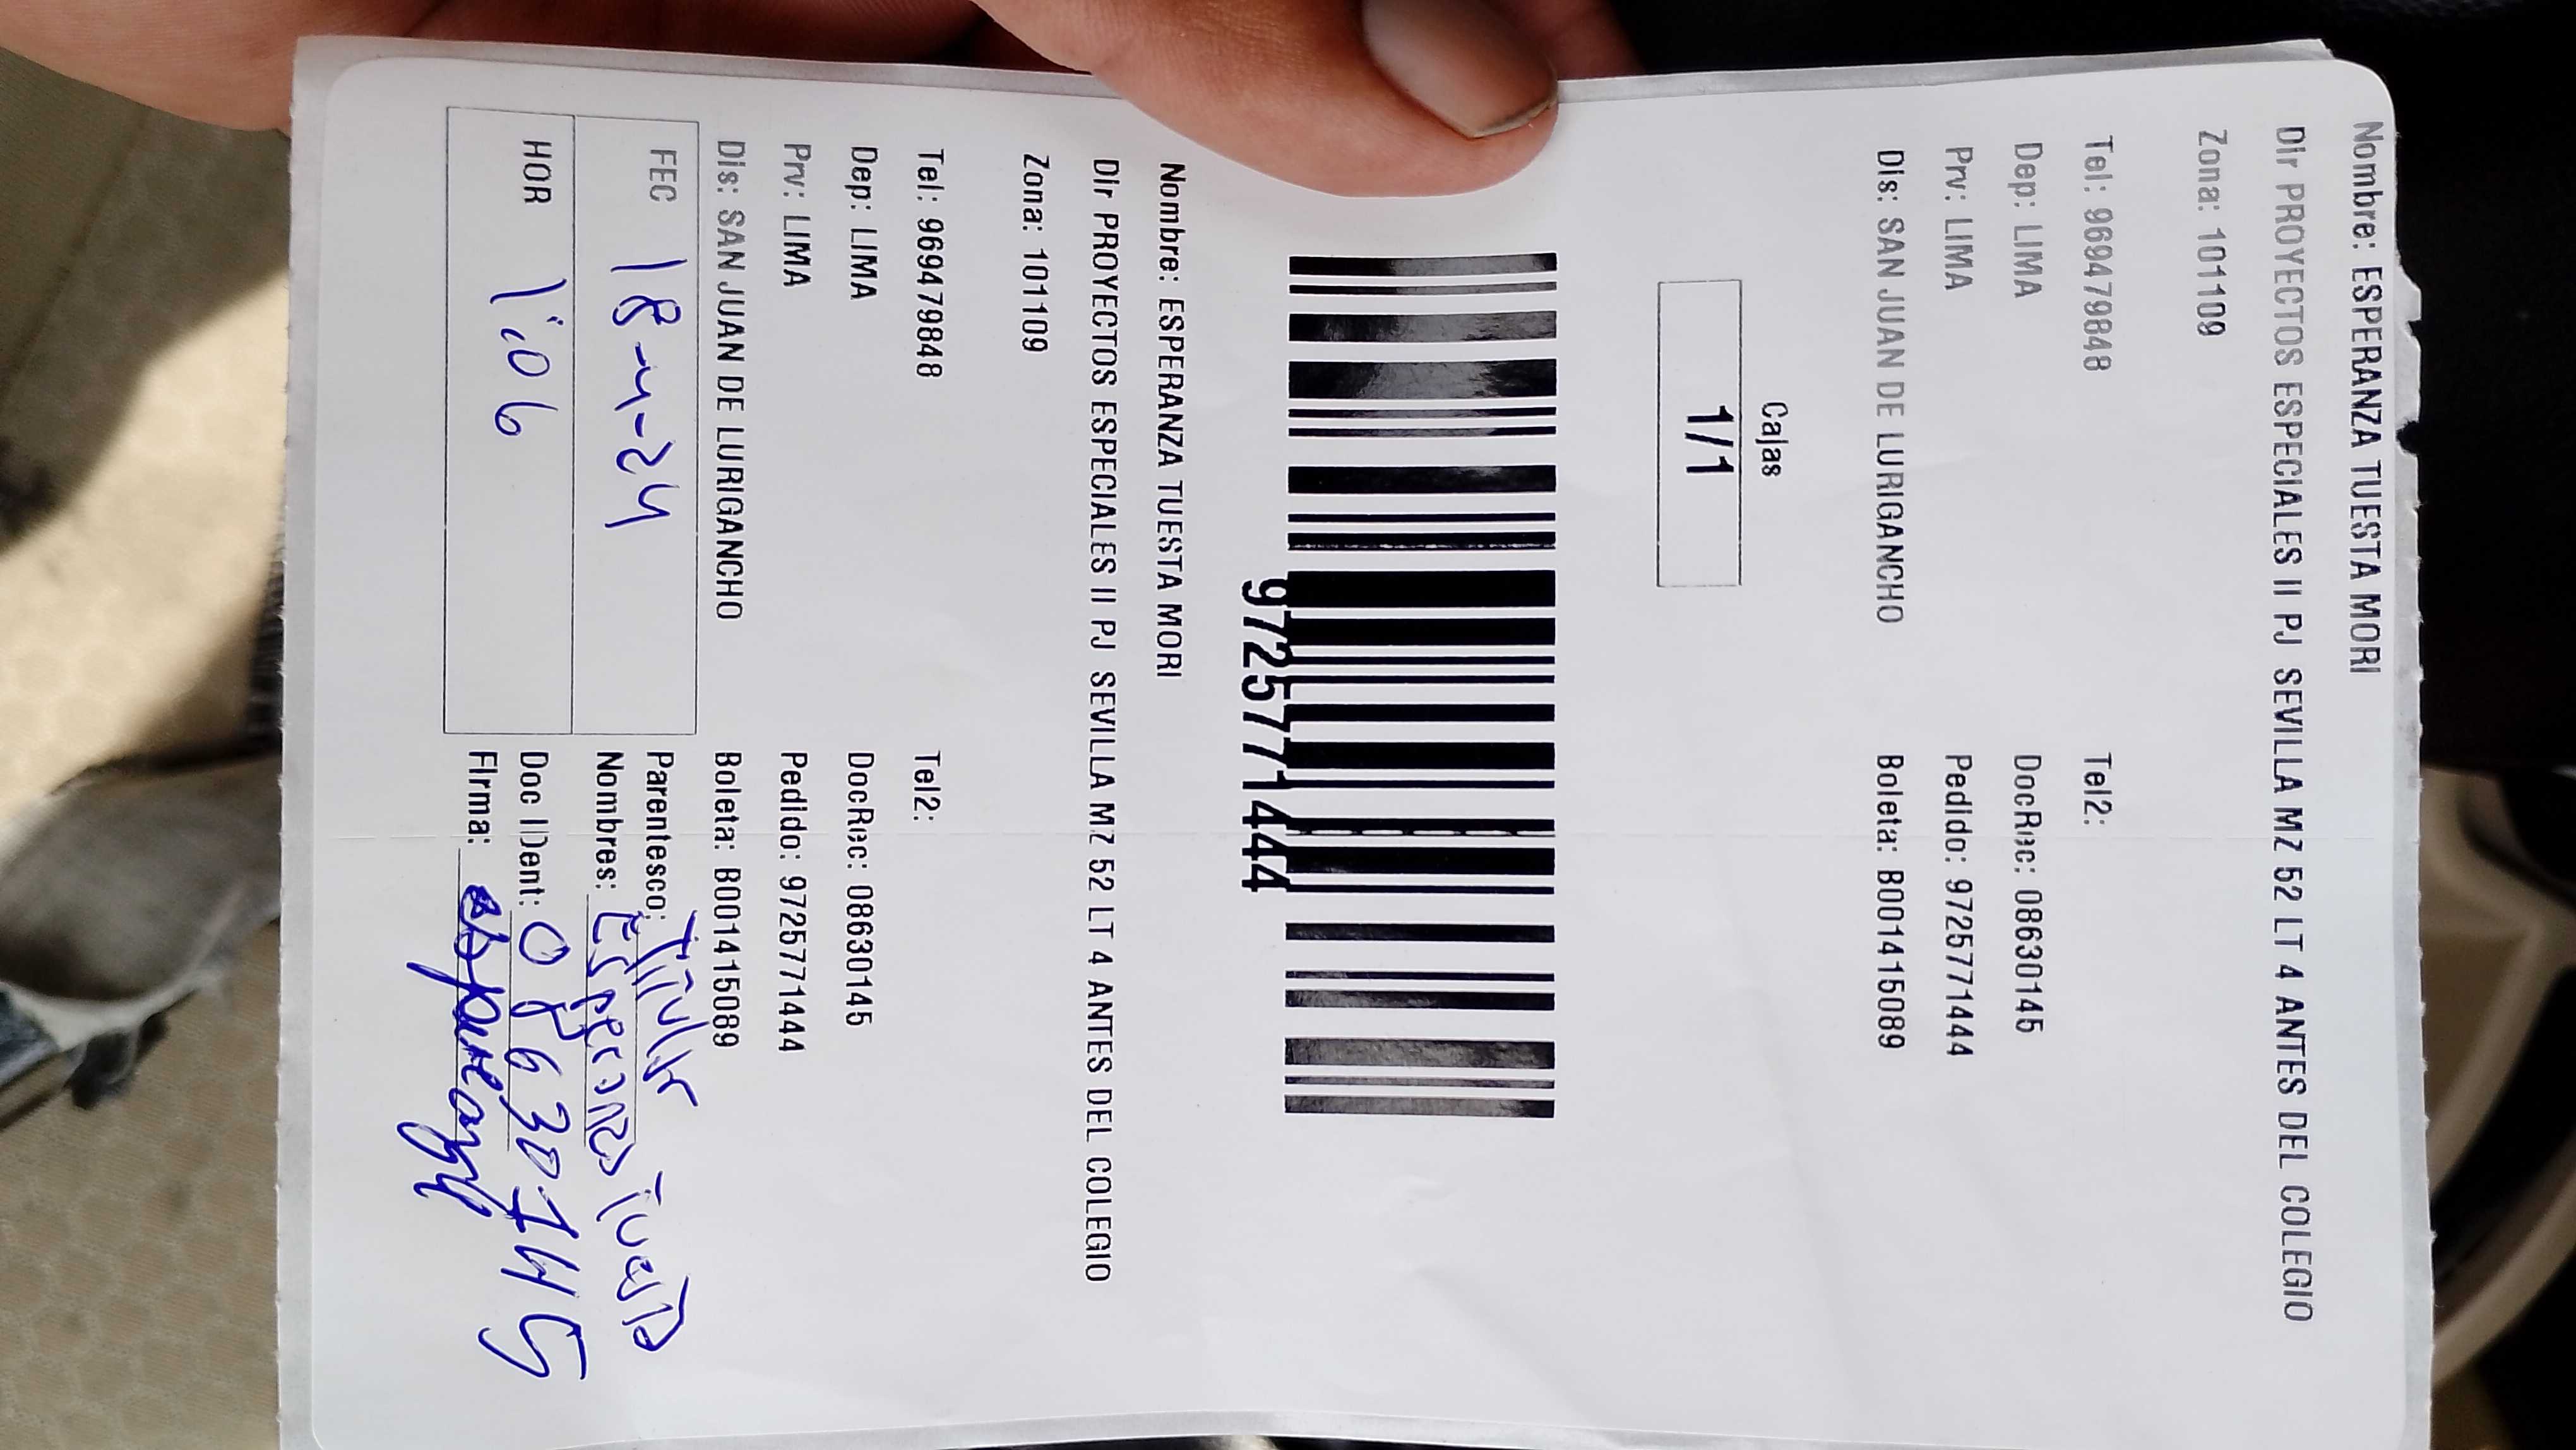 Nombre: ESPERANZA TUESTA MORI
Dir PROYECTOS ESPECIALES II PJ SEVILLA MZ 52 LT 4 ANTES DEL COLEGIO
Zona: 101109
Tel: 969479848 Tel2:
Dep: LIMA DocRec: 08630145
Prv: LIMA Pedido: 9725771444
Dis: SAN JUAN DE LURIGANCHO Boleta: B001415089
Cajas
1/1
9725771444
Nombre: ESPERANZA TUESTA MORI
Dir PROYECTOS ESPECIALES II PJ SEVILLA MZ 52 LT 4 ANTES DEL COLEGIO
Zona: 101109
Tel: 969479848 Tel2:
Dep: LIMA DocRec: 08630145
Prv: LIMA Pedido: 9725771444
Dis: SAN JUAN DE LURIGANCHO Boleta: B001415089
FEC 18-4-24 Parentesco: Titular
Nombres: Esperanza Tuesta
HOR 1:06 Doc IDent: 08630145
Firma: esperanza